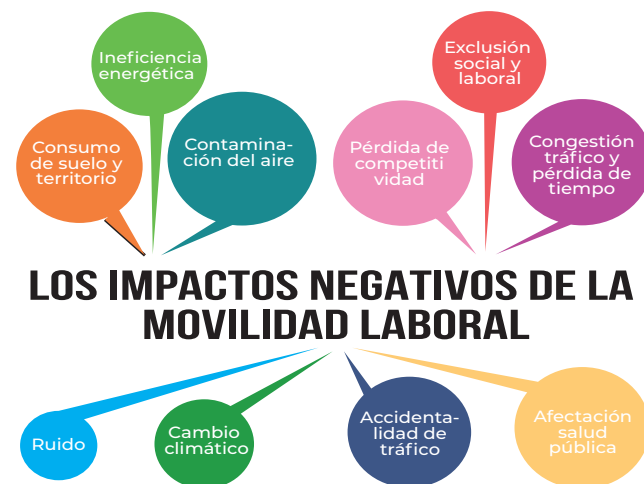 Ineficiencia
energética
Exclusión
social y
laboral
Consumo
de suelo y
territorio
Contamina-
ación del aire
Pérdida de
competiti
vidad
Congestión
tráfico y
pérdida de
tiempo
LOS IMPACTOS NEGATIVOS DE LA
MOVILIDAD LABORAL
Ruido
Cambio
climático
Accidenta-
lidad de
tráfico
Afectación
salud
pública